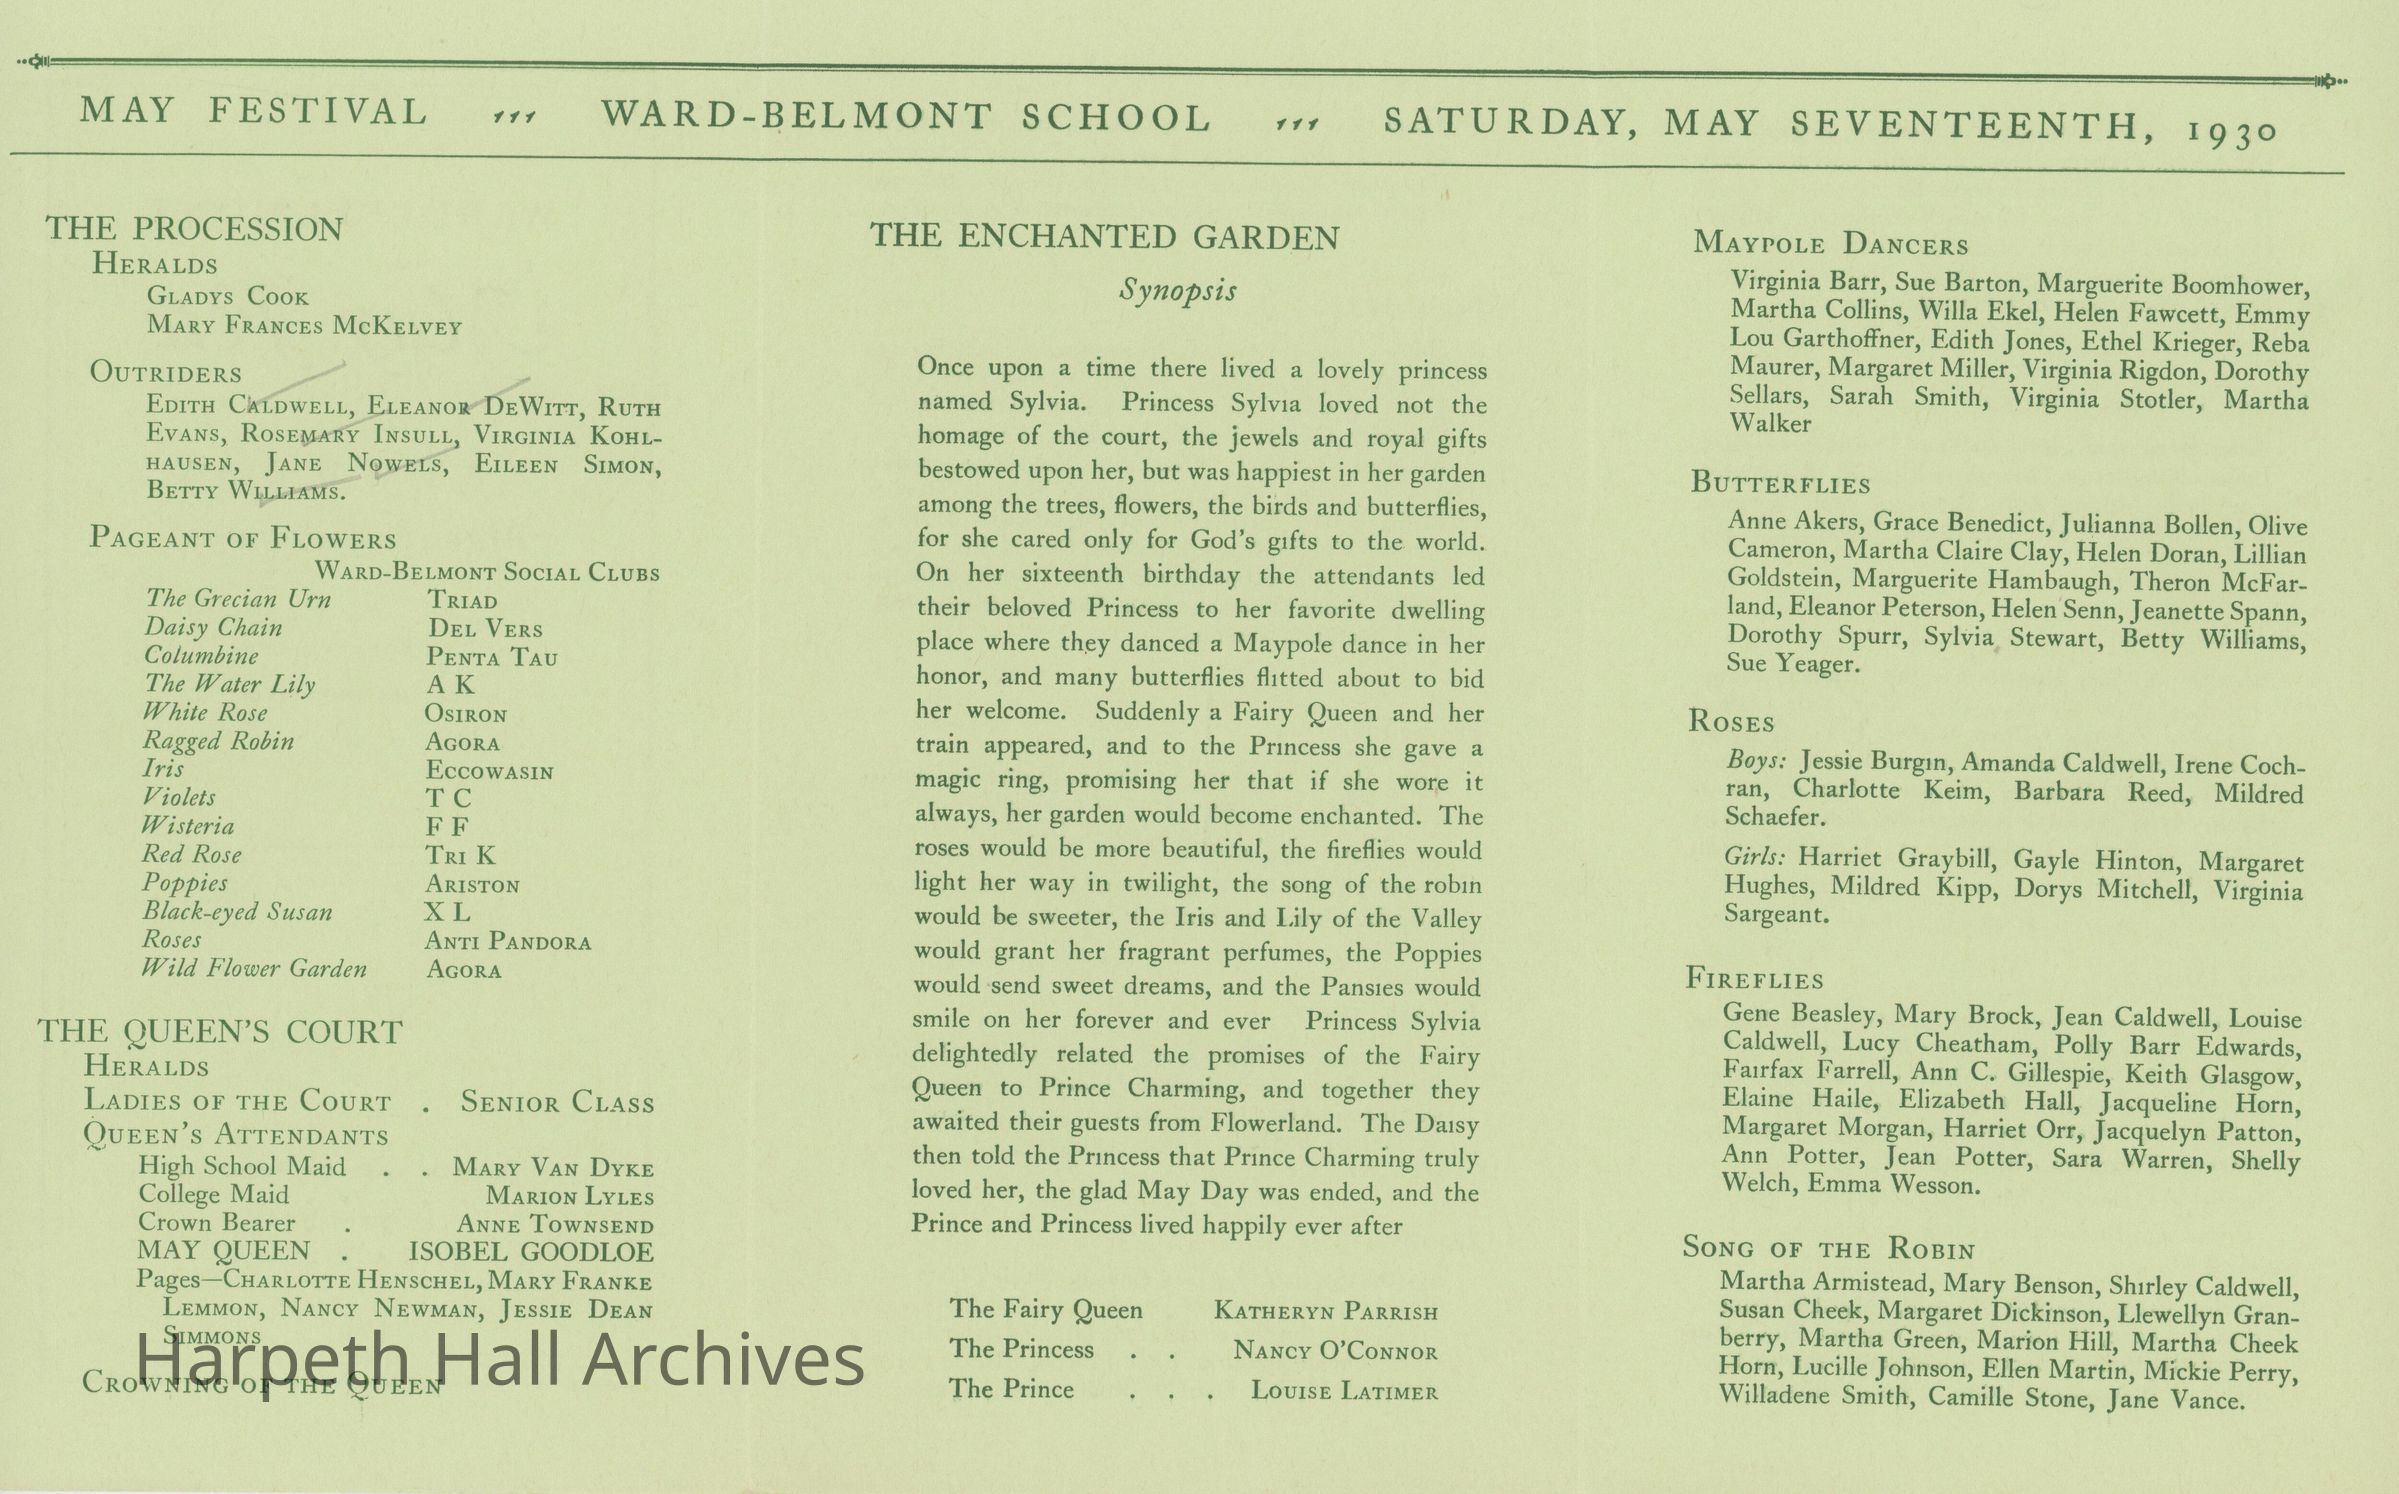 MAY FESTIVAL ,,, WARD-BELMONT SCHOOL ,,, SATURDAY, MAY SEVENTEENTH, 1930
THE PROCESSION
HERALDS
GLADYS COOK
MARY FRANCES MCKELVEY
OUTRIDERS
EDITH CALDWELL, ELEANOR DEWITT, RUTH
EVANS, ROSEMARY INSULL, VIRGINIA KOHL-
HAUSEN, JANE NOWELS, EILEEN SIMON,
BETTY WILLIAMS.
PAGEANT OF FLOWERS
WARD-BELMONT SOCIAL CLUBS
The Grecian Urn TRIAD
Daisy Chain DEL VERS
Columbine PENTA TAU
The Water Lily A K
White Rose OSIRON
Ragged Robin AGORA
Iris ECCOWASIN
Violets T C
Wisteria F F
Red Rose TRI K
Poppies ARISTON
Black-eyed Susan X L
Roses ANTI PANDORA
Wild Flower Garden AGORA
THE QUEEN'S COURT
HERALDS
LADIES OF THE COURT . SENIOR CLASS
QUEEN'S ATTENDANTS
High School Maid . . MARY VAN DYKE
College Maid MARION LYLES
Crown Bearer . ANNE TOWNSEND
MAY QUEEN . ISOBEL GOODLOE
Pages—CHARLOTTE HENSCHEL, MARY FRANKE
LEMMON, NANCY NEWMAN, JESSIE DEAN
SIMMONS
CROWNING OF THE QUEEN
Harpeth Hall Archives
THE ENCHANTED GARDEN
Synopsis
Once upon a time there lived a lovely princess
named Sylvia. Princess Sylvia loved not the
homage of the court, the jewels and royal gifts
bestowed upon her, but was happiest in her garden
among the trees, flowers, the birds and butterflies,
for she cared only for God's gifts to the world.
On her sixteenth birthday the attendants led
their beloved Princess to her favorite dwelling
place where they danced a Maypole dance in her
honor, and many butterflies flitted about to bid
her welcome. Suddenly a Fairy Queen and her
train appeared, and to the Princess she gave a
magic ring, promising her that if she wore it
always, her garden would become enchanted. The
roses would be more beautiful, the fireflies would
light her way in twilight, the song of the robin
would be sweeter, the Iris and Lily of the Valley
would grant her fragrant perfumes, the Poppies
would send sweet dreams, and the Pansies would
smile on her forever and ever Princess Sylvia
delightedly related the promises of the Fairy
Queen to Prince Charming, and together they
awaited their guests from Flowerland. The Daisy
then told the Princess that Prince Charming truly
loved her, the glad May Day was ended, and the
Prince and Princess lived happily ever after
The Fairy Queen KATHERYN PARRISH
The Princess . . NANCY O'CONNOR
The Prince . . . LOUISE LATIMER
MAYPOLE DANCERS
Virginia Barr, Sue Barton, Marguerite Boomhower,
Martha Collins, Willa Ekel, Helen Fawcett, Emmy
Lou Garthoffner, Edith Jones, Ethel Krieger, Reba
Maurer, Margaret Miller, Virginia Rigdon, Dorothy
Sellars, Sarah Smith, Virginia Stotler, Martha
Walker
BUTTERFLIES
Anne Akers, Grace Benedict, Julianna Bollen, Olive
Cameron, Martha Claire Clay, Helen Doran, Lillian
Goldstein, Marguerite Hambaugh, Theron McFar-
land, Eleanor Peterson, Helen Senn, Jeanette Spann,
Dorothy Spurr, Sylvia Stewart, Betty Williams,
Sue Yeager.
ROSES
Boys: Jessie Burgin, Amanda Caldwell, Irene Coch-
ran, Charlotte Keim, Barbara Reed, Mildred
Schaefer.
Girls: Harriet Graybill, Gayle Hinton, Margaret
Hughes, Mildred Kipp, Dorys Mitchell, Virginia
Sargeant.
FIREFLIES
Gene Beasley, Mary Brock, Jean Caldwell, Louise
Caldwell, Lucy Cheatham, Polly Barr Edwards,
Fairfax Farrell, Ann C. Gillespie, Keith Glasgow,
Elaine Haile, Elizabeth Hall, Jacqueline Horn,
Margaret Morgan, Harriet Orr, Jacquelyn Patton,
Ann Potter, Jean Potter, Sara Warren, Shelly
Welch, Emma Wesson.
SONG OF THE ROBIN
Martha Armistead, Mary Benson, Shirley Caldwell,
Susan Cheek, Margaret Dickinson, Llewellyn Gran-
berry, Martha Green, Marion Hill, Martha Cheek
Horn, Lucille Johnson, Ellen Martin, Mickie Perry,
Willadene Smith, Camille Stone, Jane Vance.